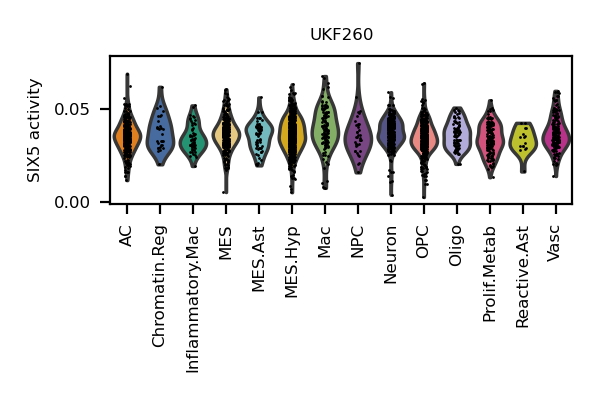 UKF260
SIX5 activity
0.05
0.00
AC
Chromatin.Reg
Inflammatory.Mac
MES
MES.Ast
MES.Hyp
Mac
NPC
Neuron
OPC
Oligo
Prolif.Metab
Reactive.Ast
Vasc